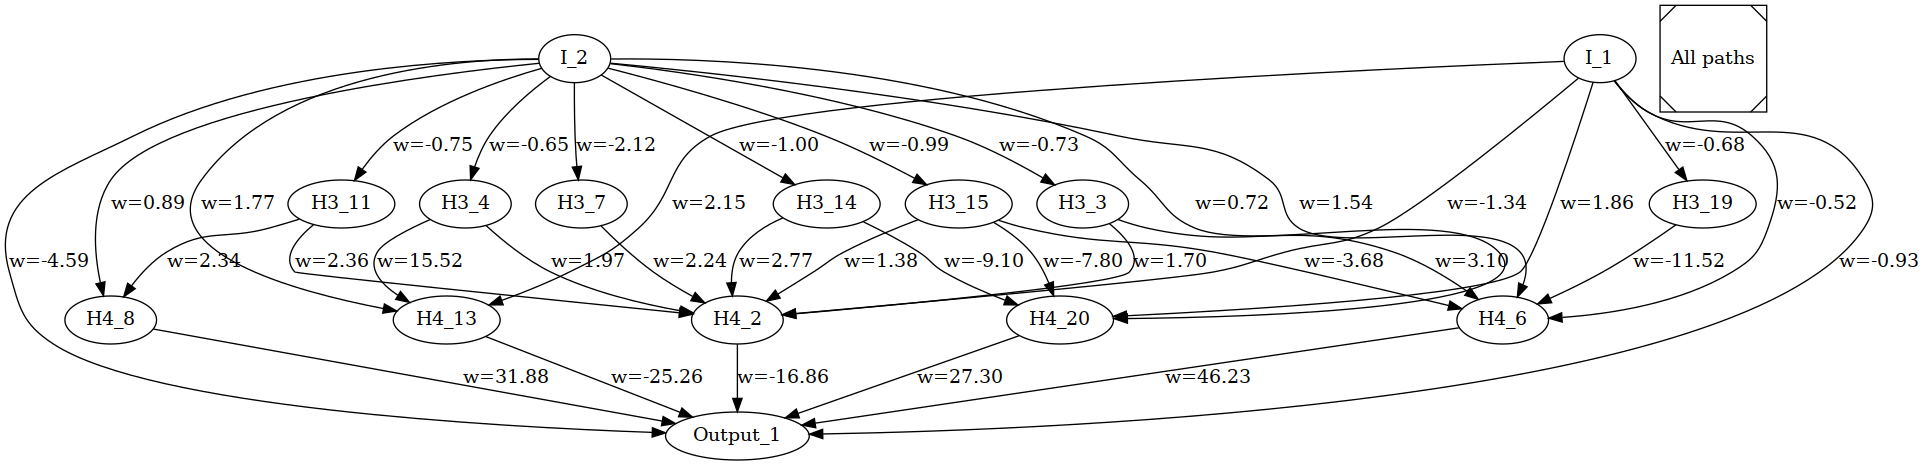 I_2
I_1
All paths
w=-0.75
w=-0.65
w=-2.12
w=-1.00
w=-0.99
w=-0.73
w=-0.68
w=0.89
w=1.77
H3_11
H3_4
H3_7
w=2.15
H3_14
H3_15
H3_3
w=0.72
w=1.54
w=-1.34
w=1.86
H3_19
w=-0.52
w=-4.59
w=2.34
w=2.36
w=15.52
w=1.97
w=2.24
w=2.77
w=1.38
w=-9.10
w=-7.80
w=1.70
w=-3.68
w=3.10
w=-11.52
w=-0.93
H4_8
H4_13
H4_2
H4_20
H4_6
w=31.88
w=-25.26
w=-16.86
w=27.30
w=46.23
Output_1